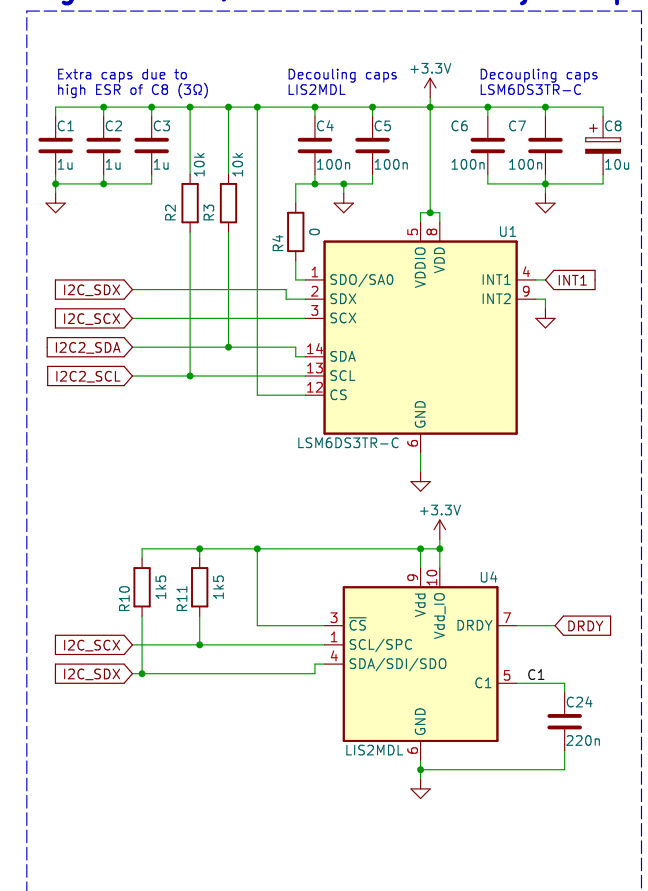 Extra caps due to
high ESR of C8 (3Ω)
Decouling caps
LIS2MDL
+3.3V
Decoupling caps
LSM6DS3TR-C
C1
1u
C2
1u
C3
1u
R2
10k
R3
10k
C4
100n
C5
100n
C6
100n
C7
100n
+
C8
10u
R4
0
U1
5
8
VDDIO
VDD
1
SDO/SA0
2
SDX
3
SCX
14
SDA
13
SCL
12
CS
INT1
4
INT2
9
INT1
GND
6
LSM6DS3TR-C
I2C_SDX
I2C_SCX
I2C2_SDA
I2C2_SCL
+3.3V
R10
1k5
R11
1k5
U4
9
10
Vdd
Vdd_IO
3
CS
1
SCL/SPC
4
SDA/SDI/SDO
DRDY
7
DRDY
C1
5
C1
C24
220n
GND
6
LIS2MDL
I2C_SCX
I2C_SDX